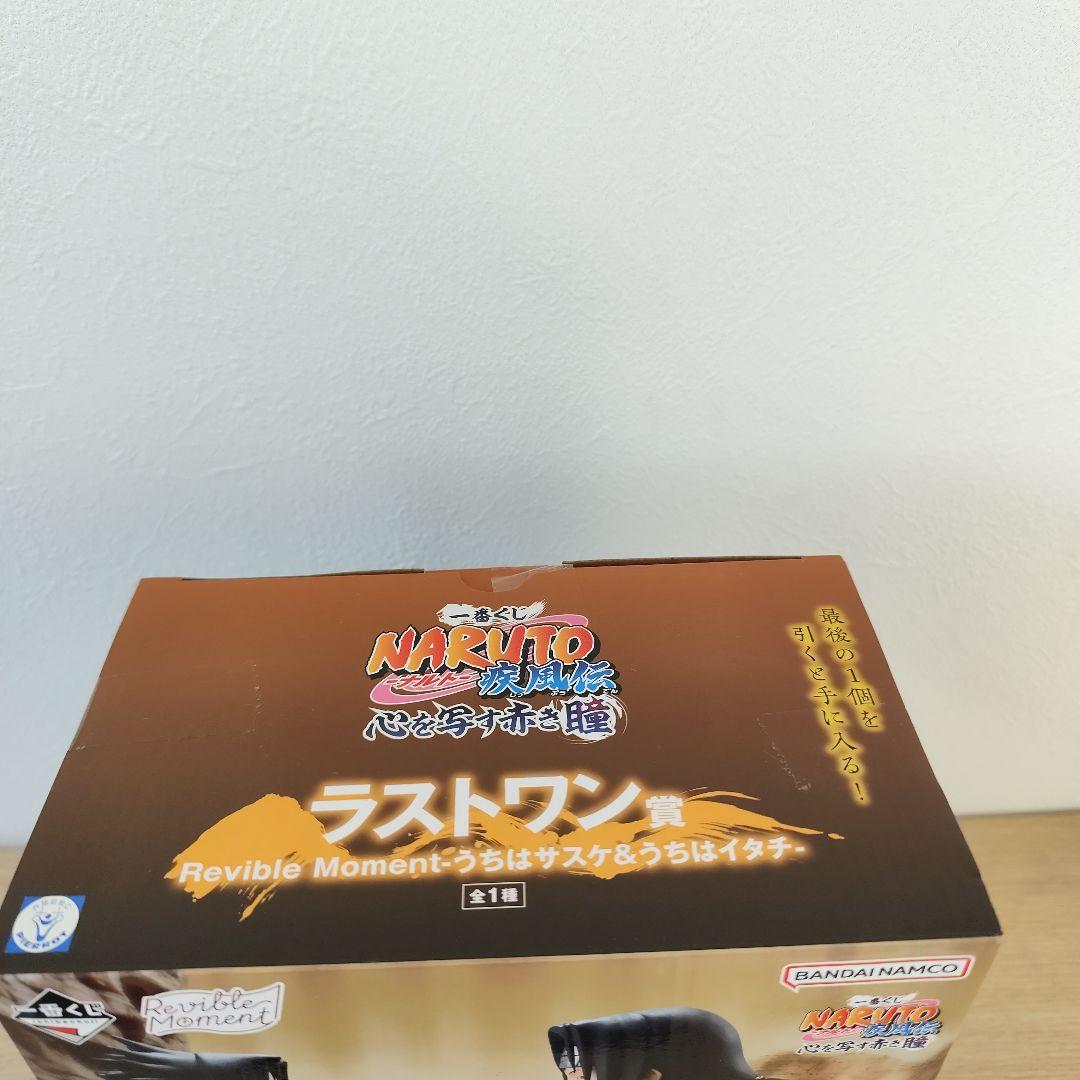 一番くじ
NARUTO
ナルト
疾風伝
心を写す赤き瞳
最後の1個を
引くと手に入る!
ラストワン賞
Revible Moment-うちはサスケ&うちはイタチ-
全1種
PIERROT
BANDAI NAMCO
一番くじ
ichibankuji
Revible
Moment
一番くじ
NARUTO
疾風伝
心を写す赤き瞳